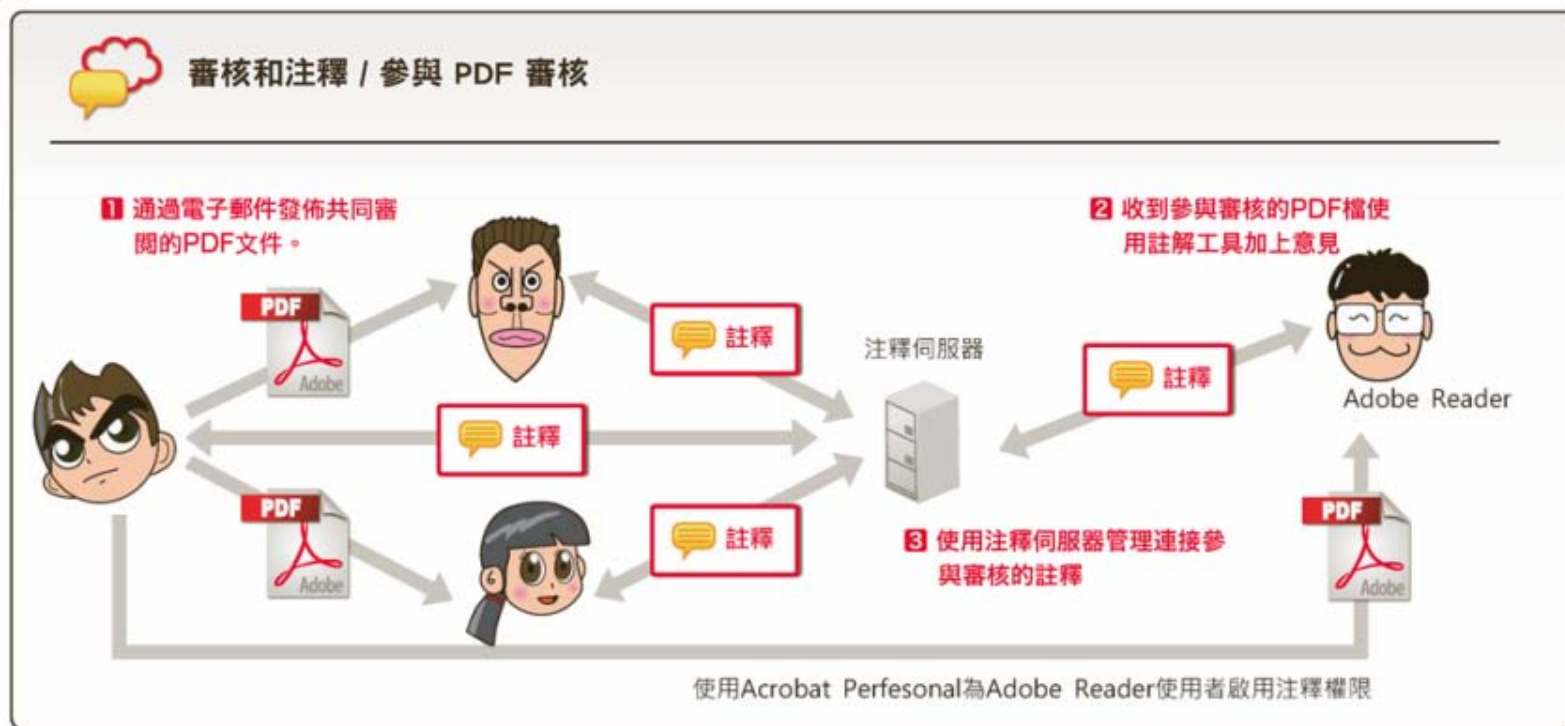 審核和注釋 / 參與 PDF 審核
1 通過電子郵件發佈共同審
閱的PDF文件。
2 收到參與審核的PDF檔使
用註解工具加上意見
PDF
Adobe
註釋
注釋伺服器
註釋
Adobe Reader
註釋
PDF
Adobe
註釋
3 使用注釋伺服器管理連接參
與審核的註釋
PDF
Adobe
使用Acrobat Perfesonal為Adobe Reader使用者啟用注釋權限